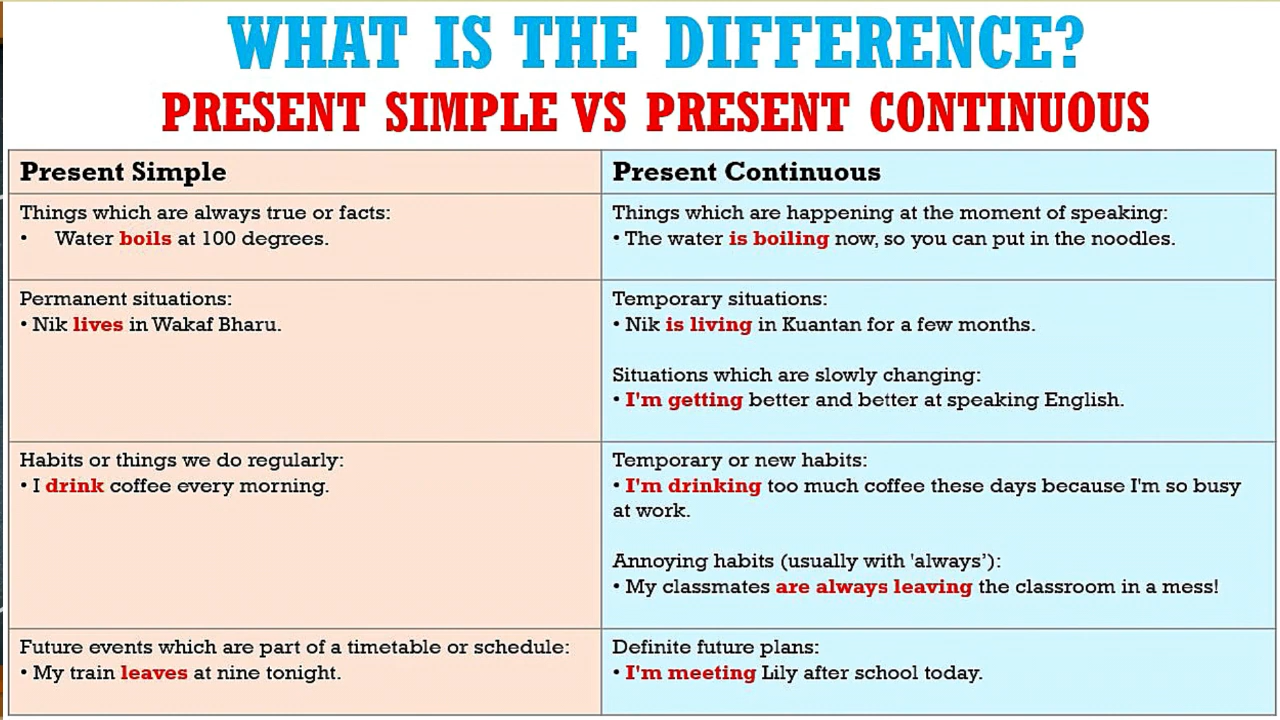 WHAT IS THE DIFFERENCE?
PRESENT SIMPLE VS PRESENT CONTINUOUS
Present Simple
Things which are always true or facts:
• Water boils at 100 degrees.
Permanent situations:
• Nik lives in Wakaf Bharu.
Habits or things we do regularly:
• I drink coffee every morning.
Future events which are part of a timetable or schedule:
• My train leaves at nine tonight.
Present Continuous
Things which are happening at the moment of speaking:
• The water is boiling now, so you can put in the noodles.
Temporary situations:
• Nik is living in Kuantan for a few months.
Situations which are slowly changing:
• I'm getting better and better at speaking English.
Temporary or new habits:
• I'm drinking too much coffee these days because I'm so busy
at work.
Annoying habits (usually with 'always’):
• My classmates are always leaving the classroom in a mess!
Definite future plans:
• I'm meeting Lily after school today.